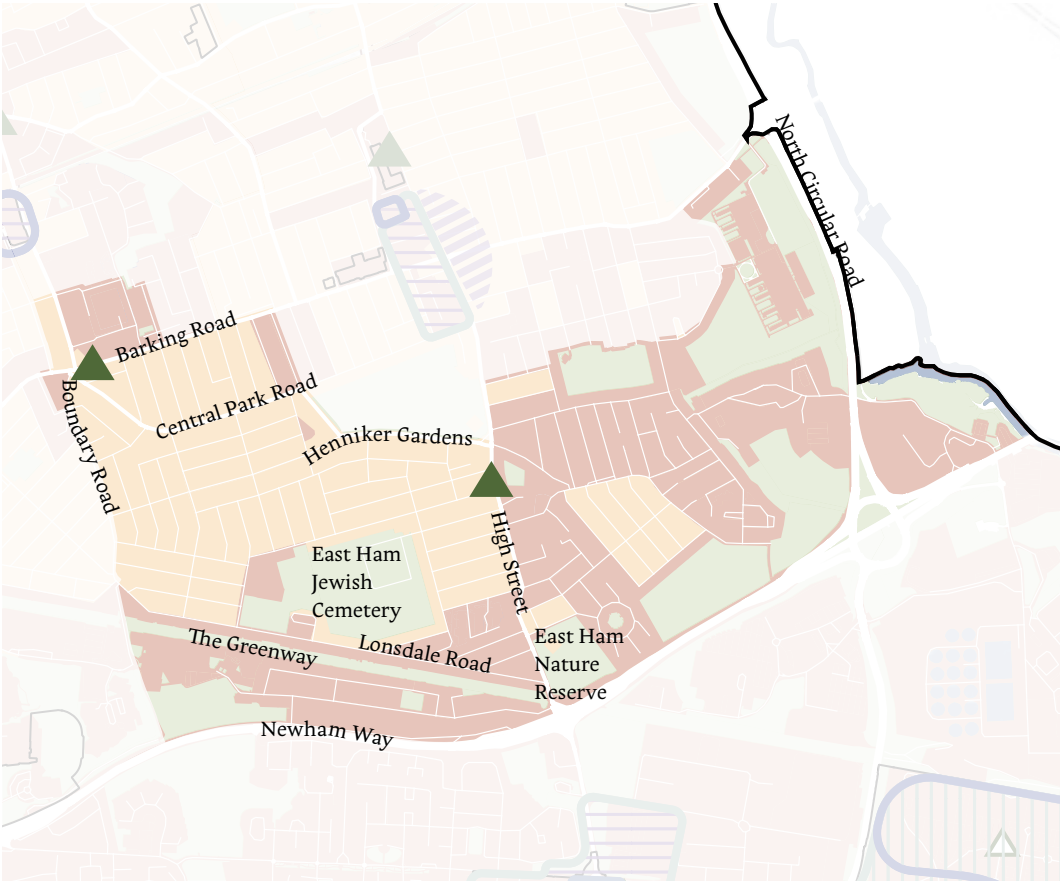 North Circular Road
Barking Road
Central Park Road
Boundary Road
Henniker Gardens
High Street
East Ham
Jewish
Cemetery
The Greenway
Lonsdale Road
East Ham
Nature
Reserve
Newham Way